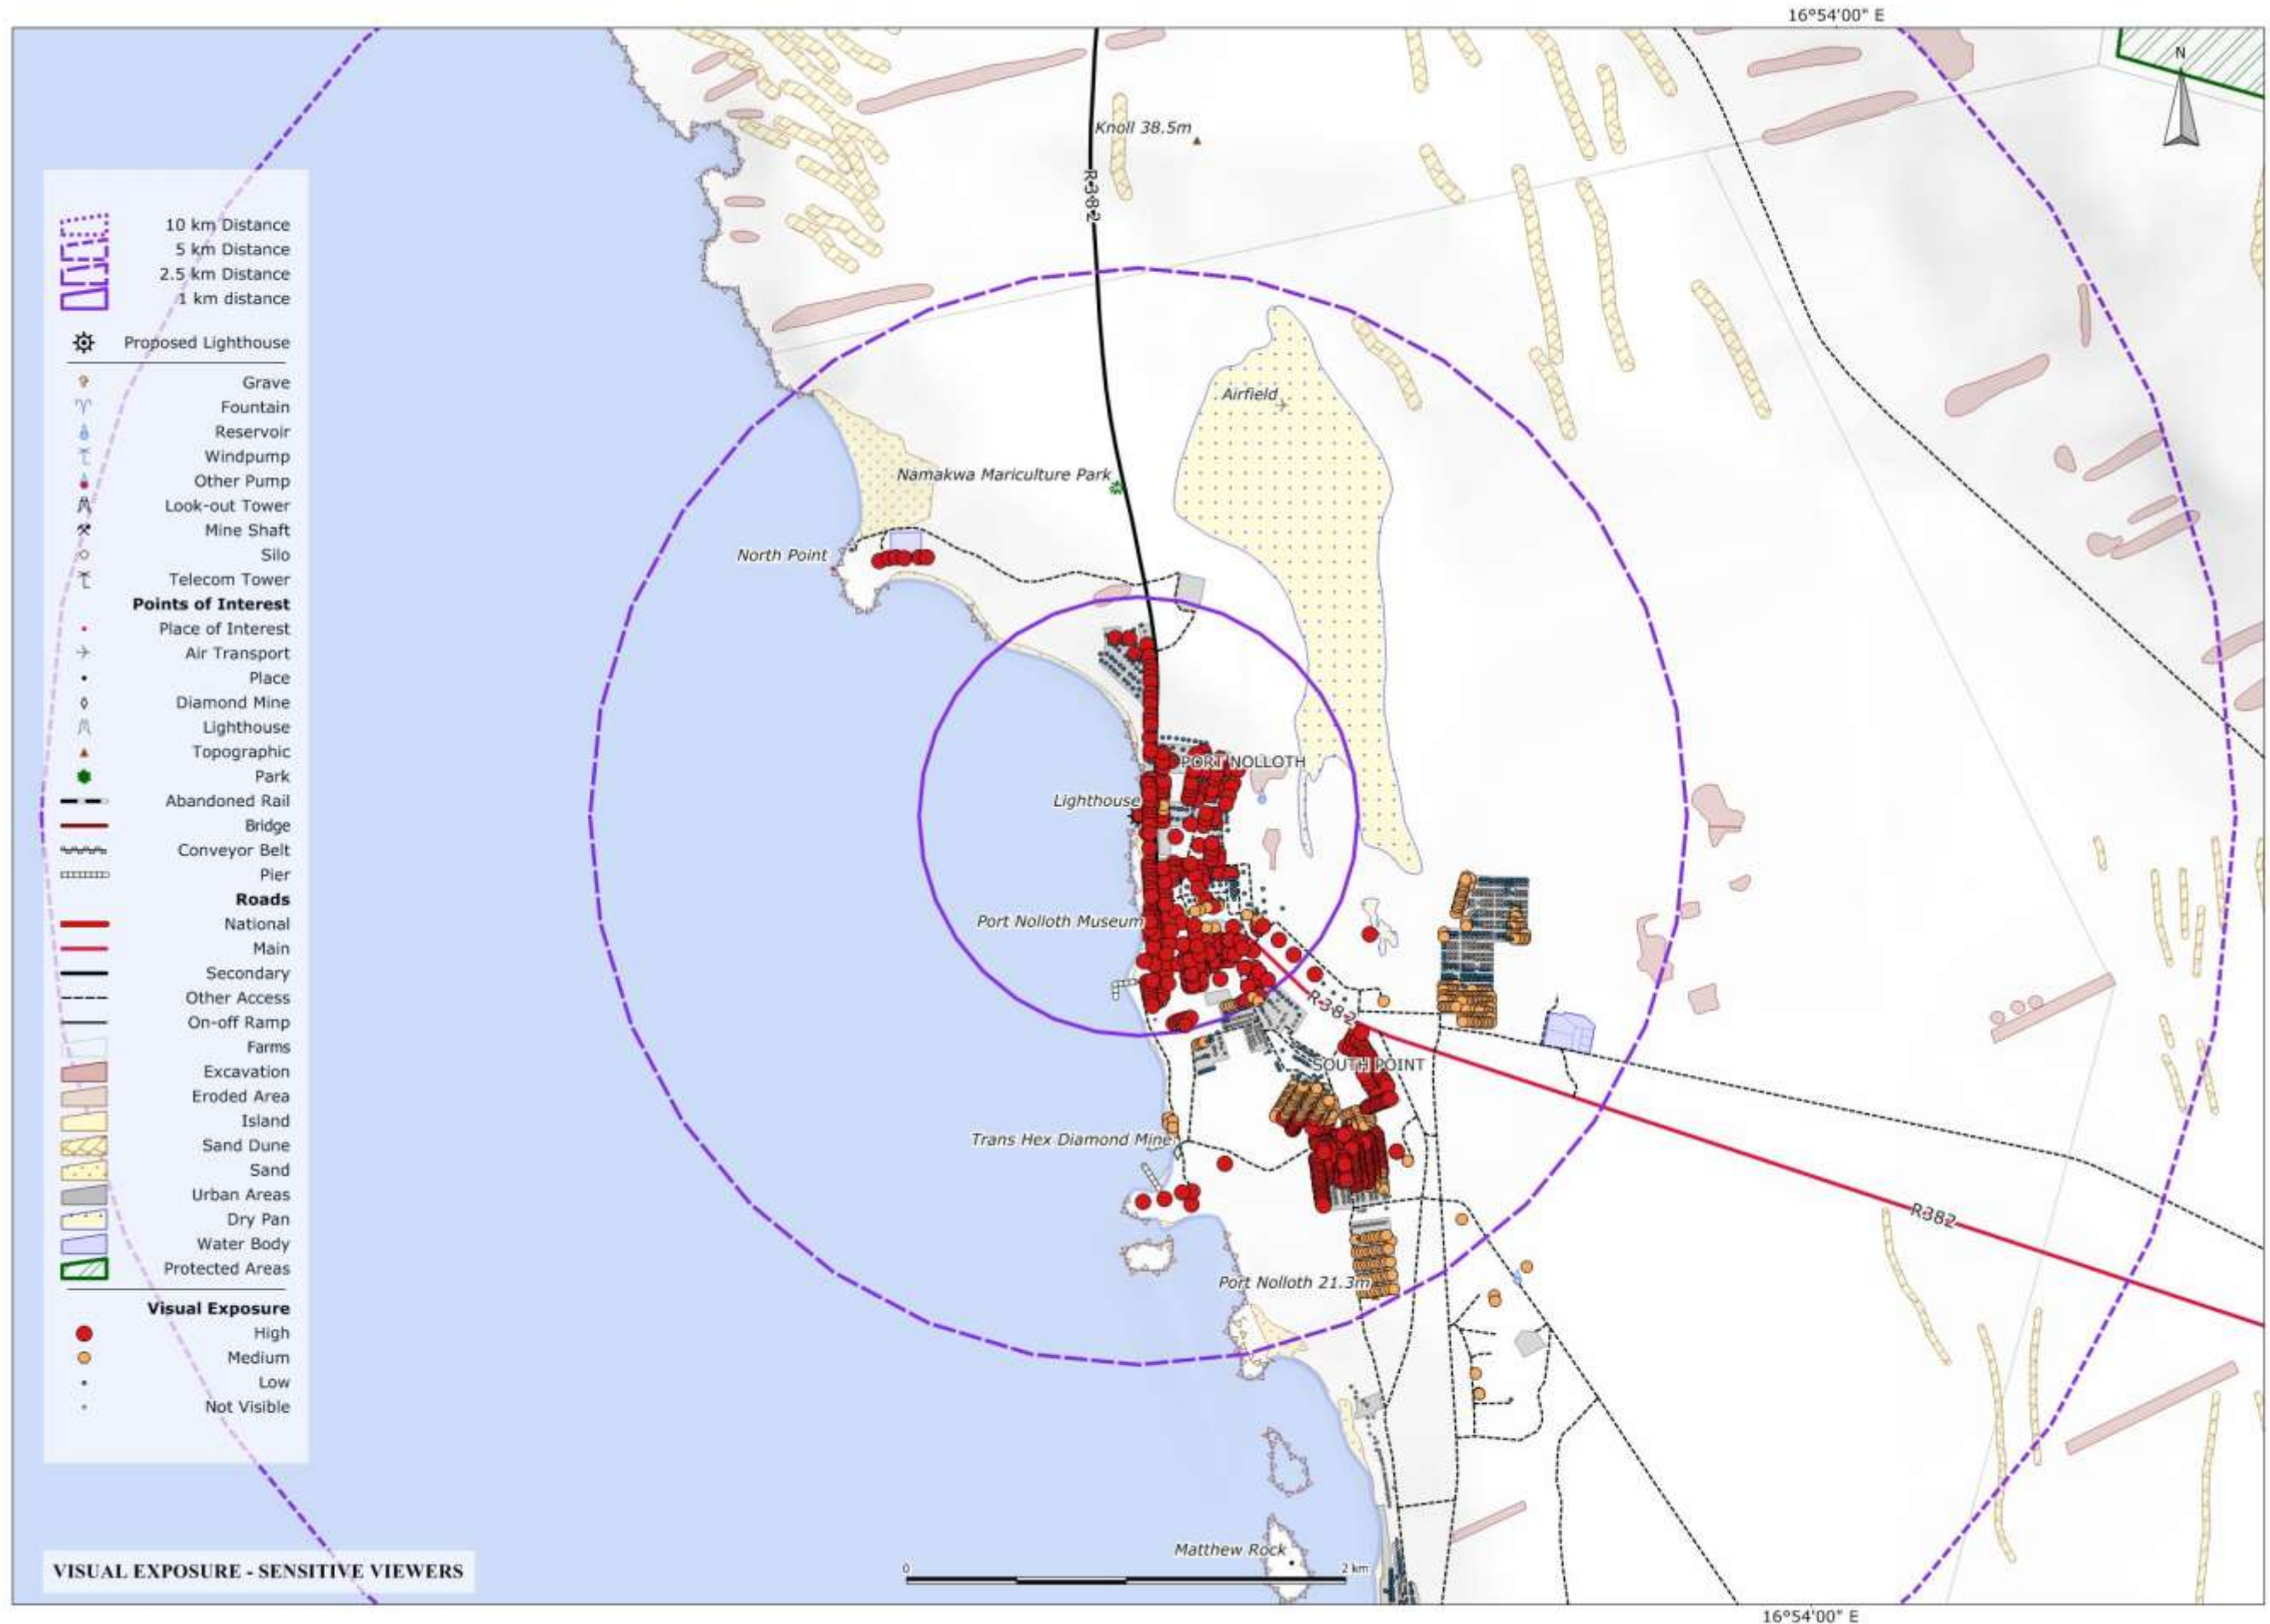 16°54'00" E
N
Knoll 38.5m
R-382
10 km Distance
5 km Distance
2.5 km Distance
1 km distance
Proposed Lighthouse
Grave
Fountain
Reservoir
Windpump
Other Pump
Look-out Tower
Mine Shaft
Silo
Telecom Tower
Points of Interest
Place of Interest
Air Transport
Place
Diamond Mine
Lighthouse
Topographic
Park
Abandoned Rail
Bridge
Conveyor Belt
Pier
Roads
National
Main
Secondary
Other Access
On-off Ramp
Farms
Excavation
Eroded Area
Island
Sand Dune
Sand
Urban Areas
Dry Pan
Water Body
Protected Areas
Visual Exposure
High
Medium
Low
Not Visible
Airfield
Namakwa Mariculture Park
North Point
PORT NOLLOTH
Lighthouse
Port Nolloth Museum
R-382
SOUTH POINT
Trans Hex Diamond Mine
R382
Port Nolloth 21.3m
Matthew Rock
0
2 km
VISUAL EXPOSURE - SENSITIVE VIEWERS
16°54'00" E